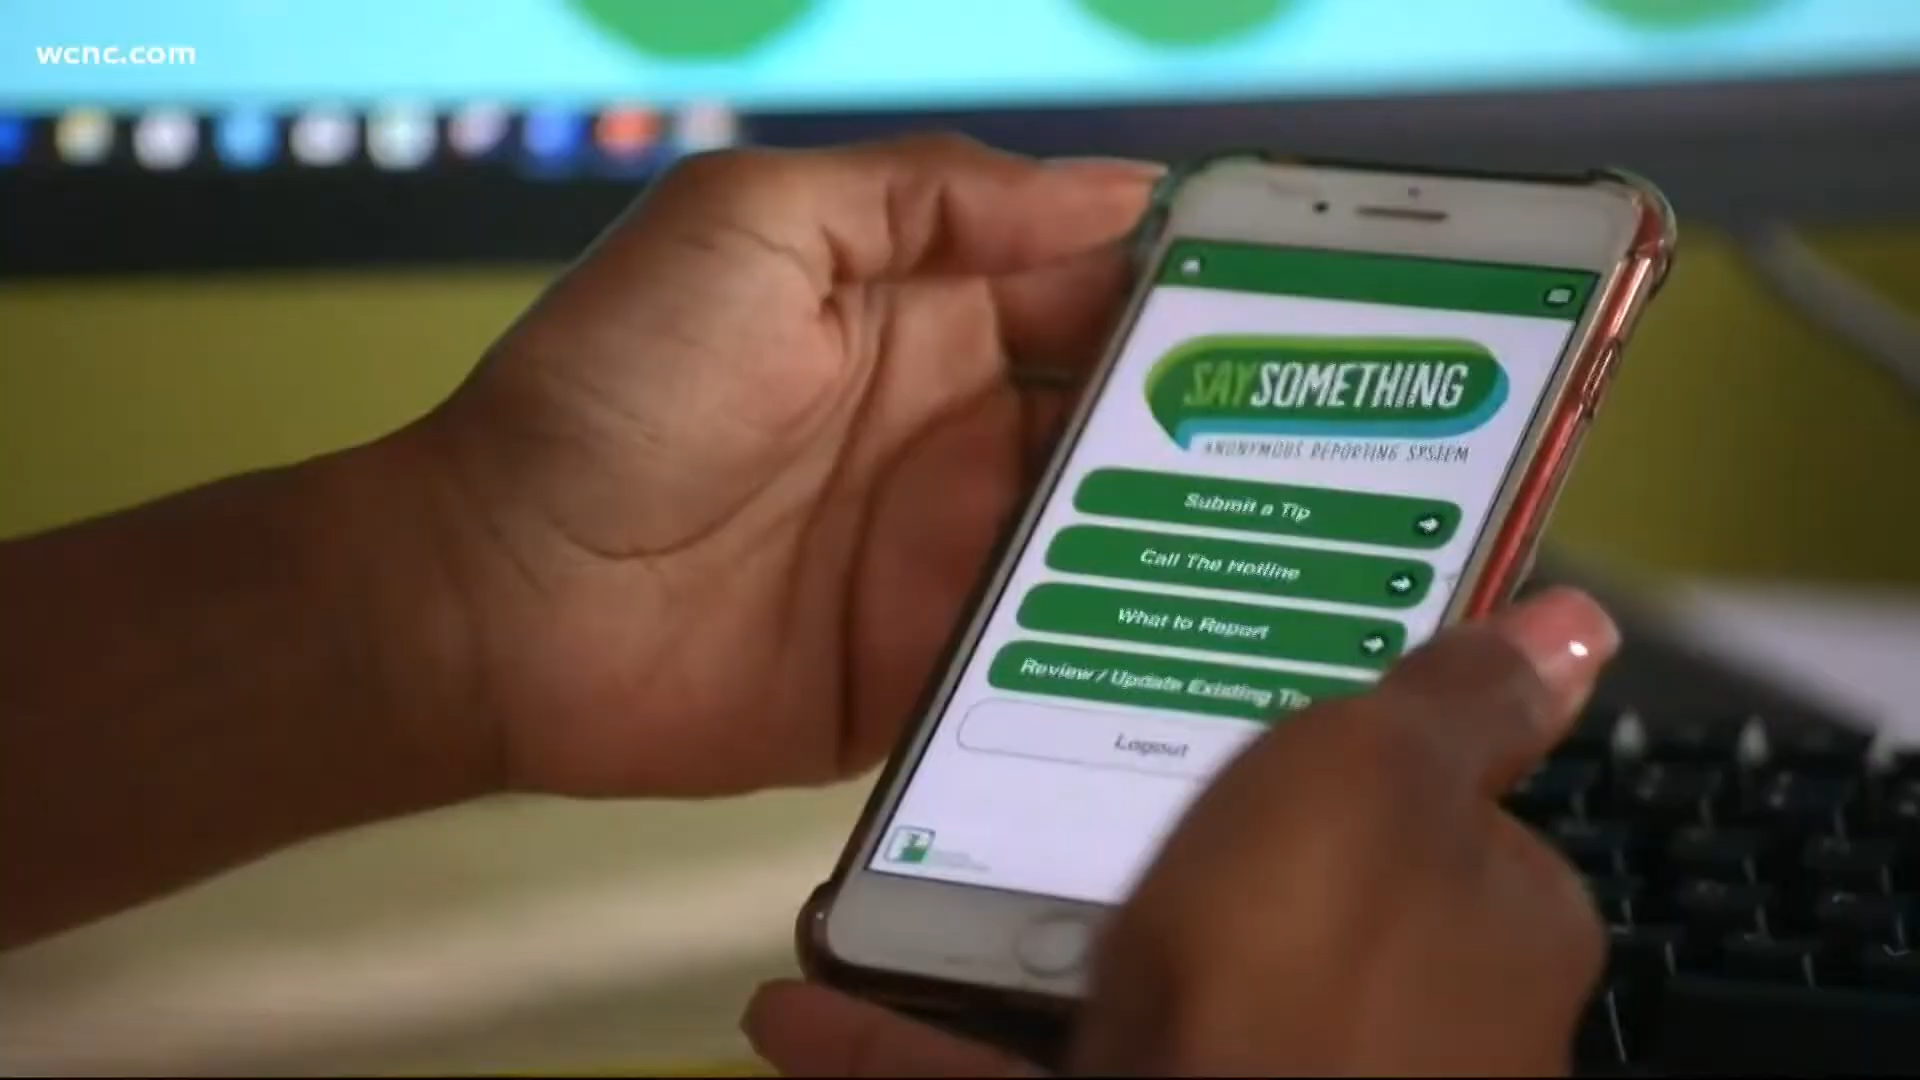 wcnc.com
SAYSOMETHING
ANONYMOUS REPORTING SYSTEM
Submit a Tip
Call The Hotline
What to Report
Review / Update Existing Tip
Logout